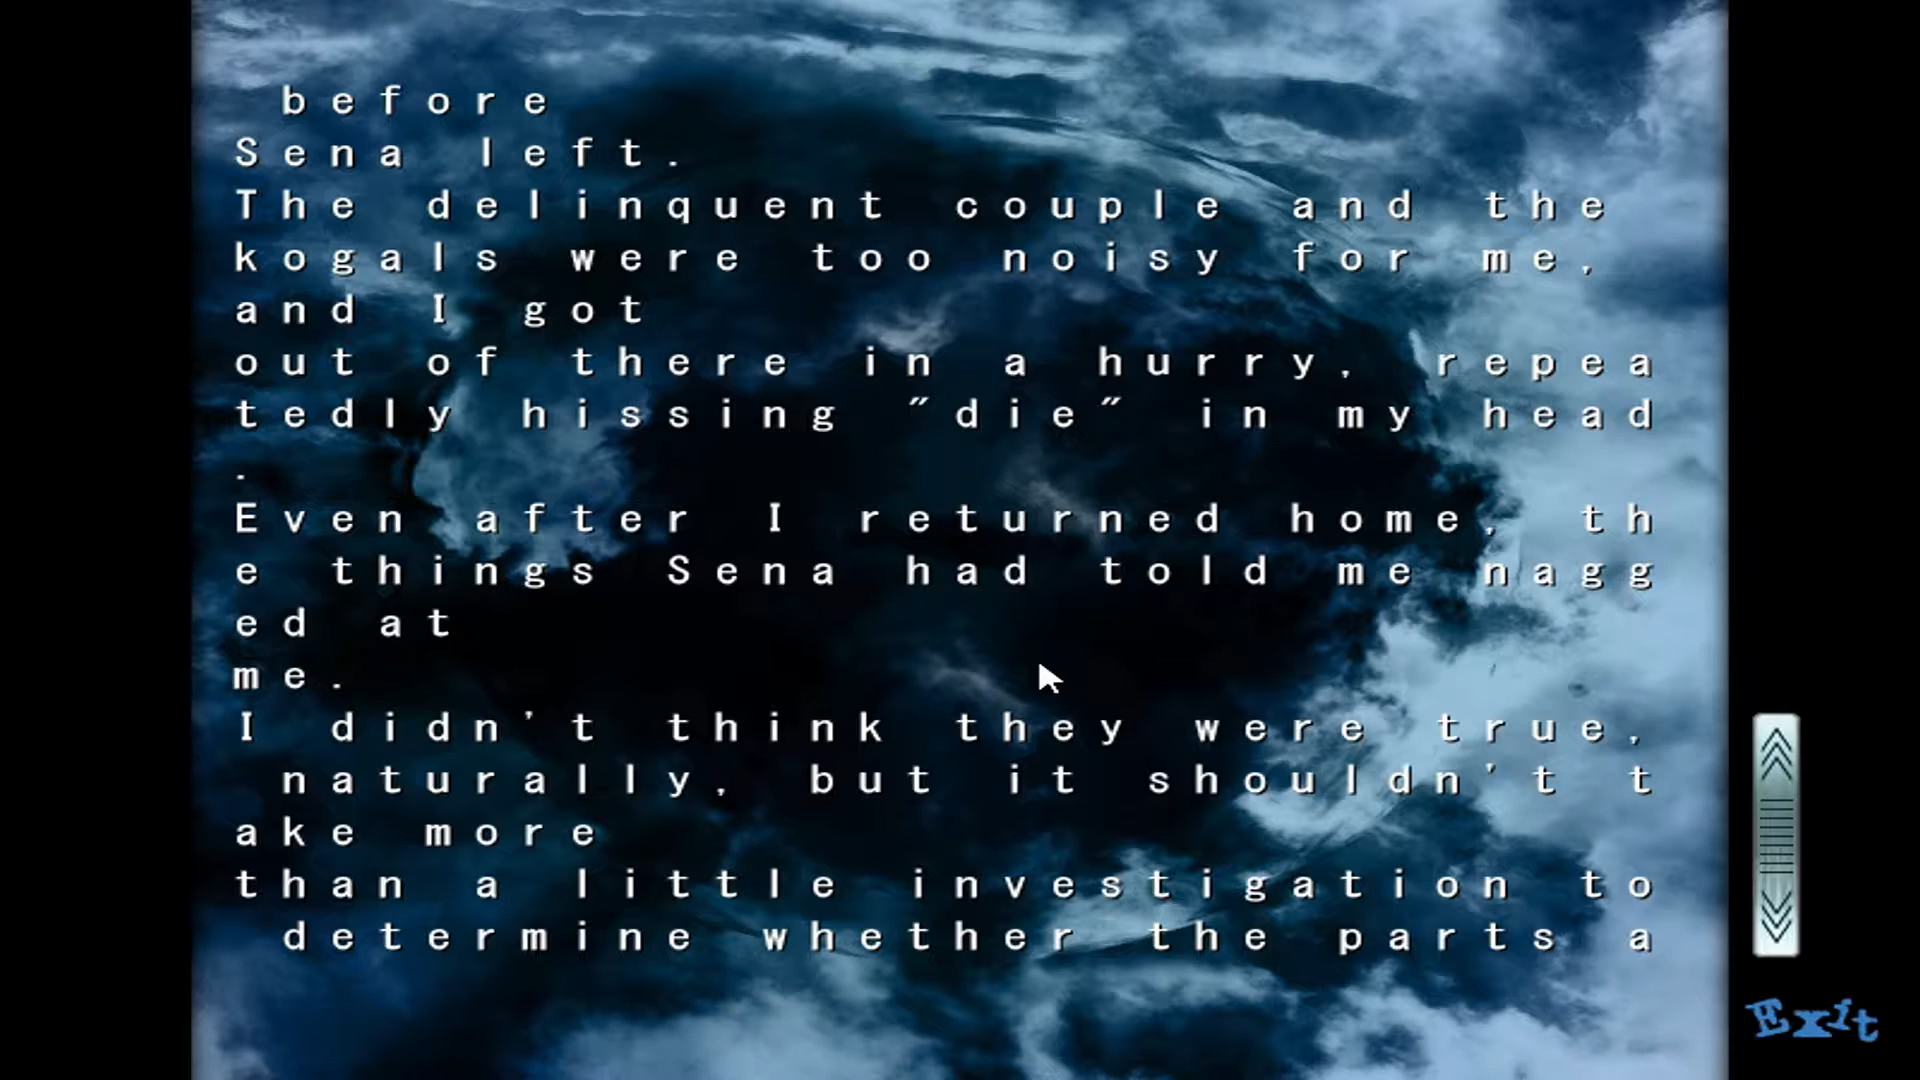 before
Sena left.
The delinquent couple and the
kogals were too noisy for me,
and I got
out of there in a hurry, repea
tedly hissing "die" in my head
.
Even after I returned home, th
e things Sena had told me nagg
ed at
me.
I didn't think they were true,
naturally, but it shouldn't t
ake more
than a little investigation to
determine whether the parts a
Exit